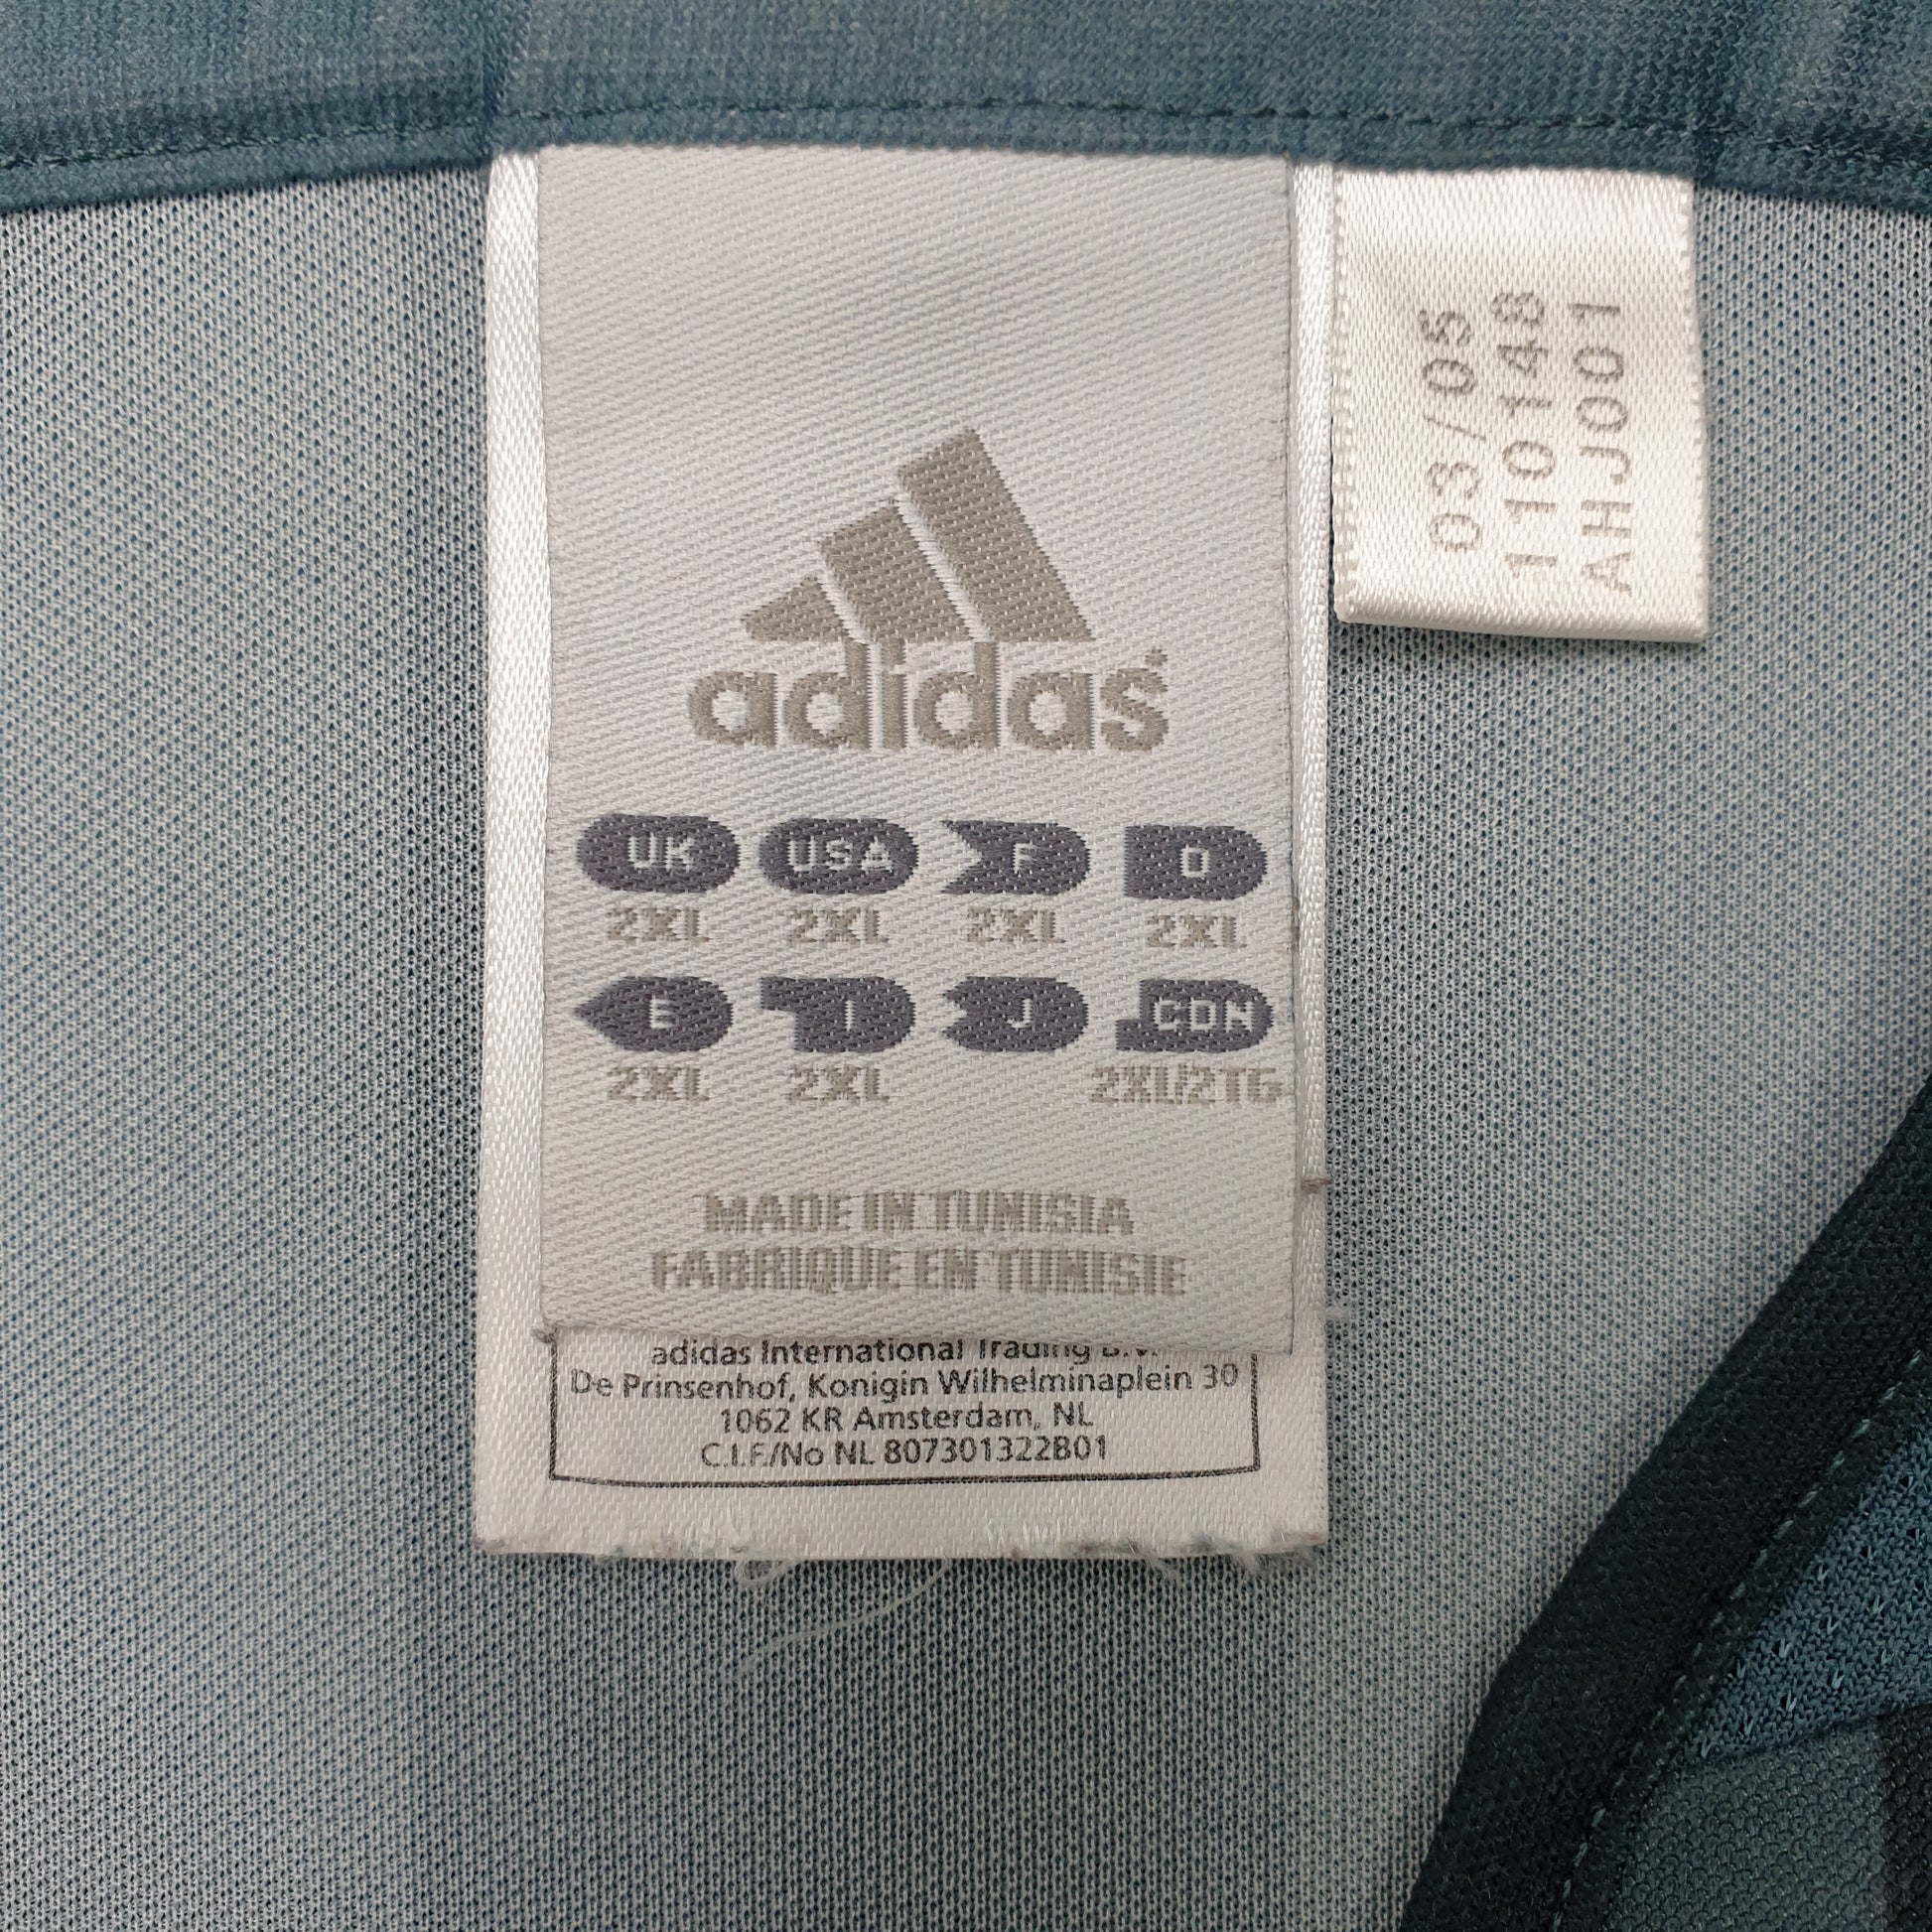 adidas
UK USA F D
2XL 2XL 2XL 2XL
E I J CDN
2XL 2XL 2XL/2TG
MADE IN TUNISIA
FABRIQUE EN TUNISIE
adidas International Trading B.V.
De Prinsenhof, Konigin Wilhelminaplein 30
1062 KR Amsterdam, NL
C.I.F./No NL 807301322B01
03/05
110148
AHJ001